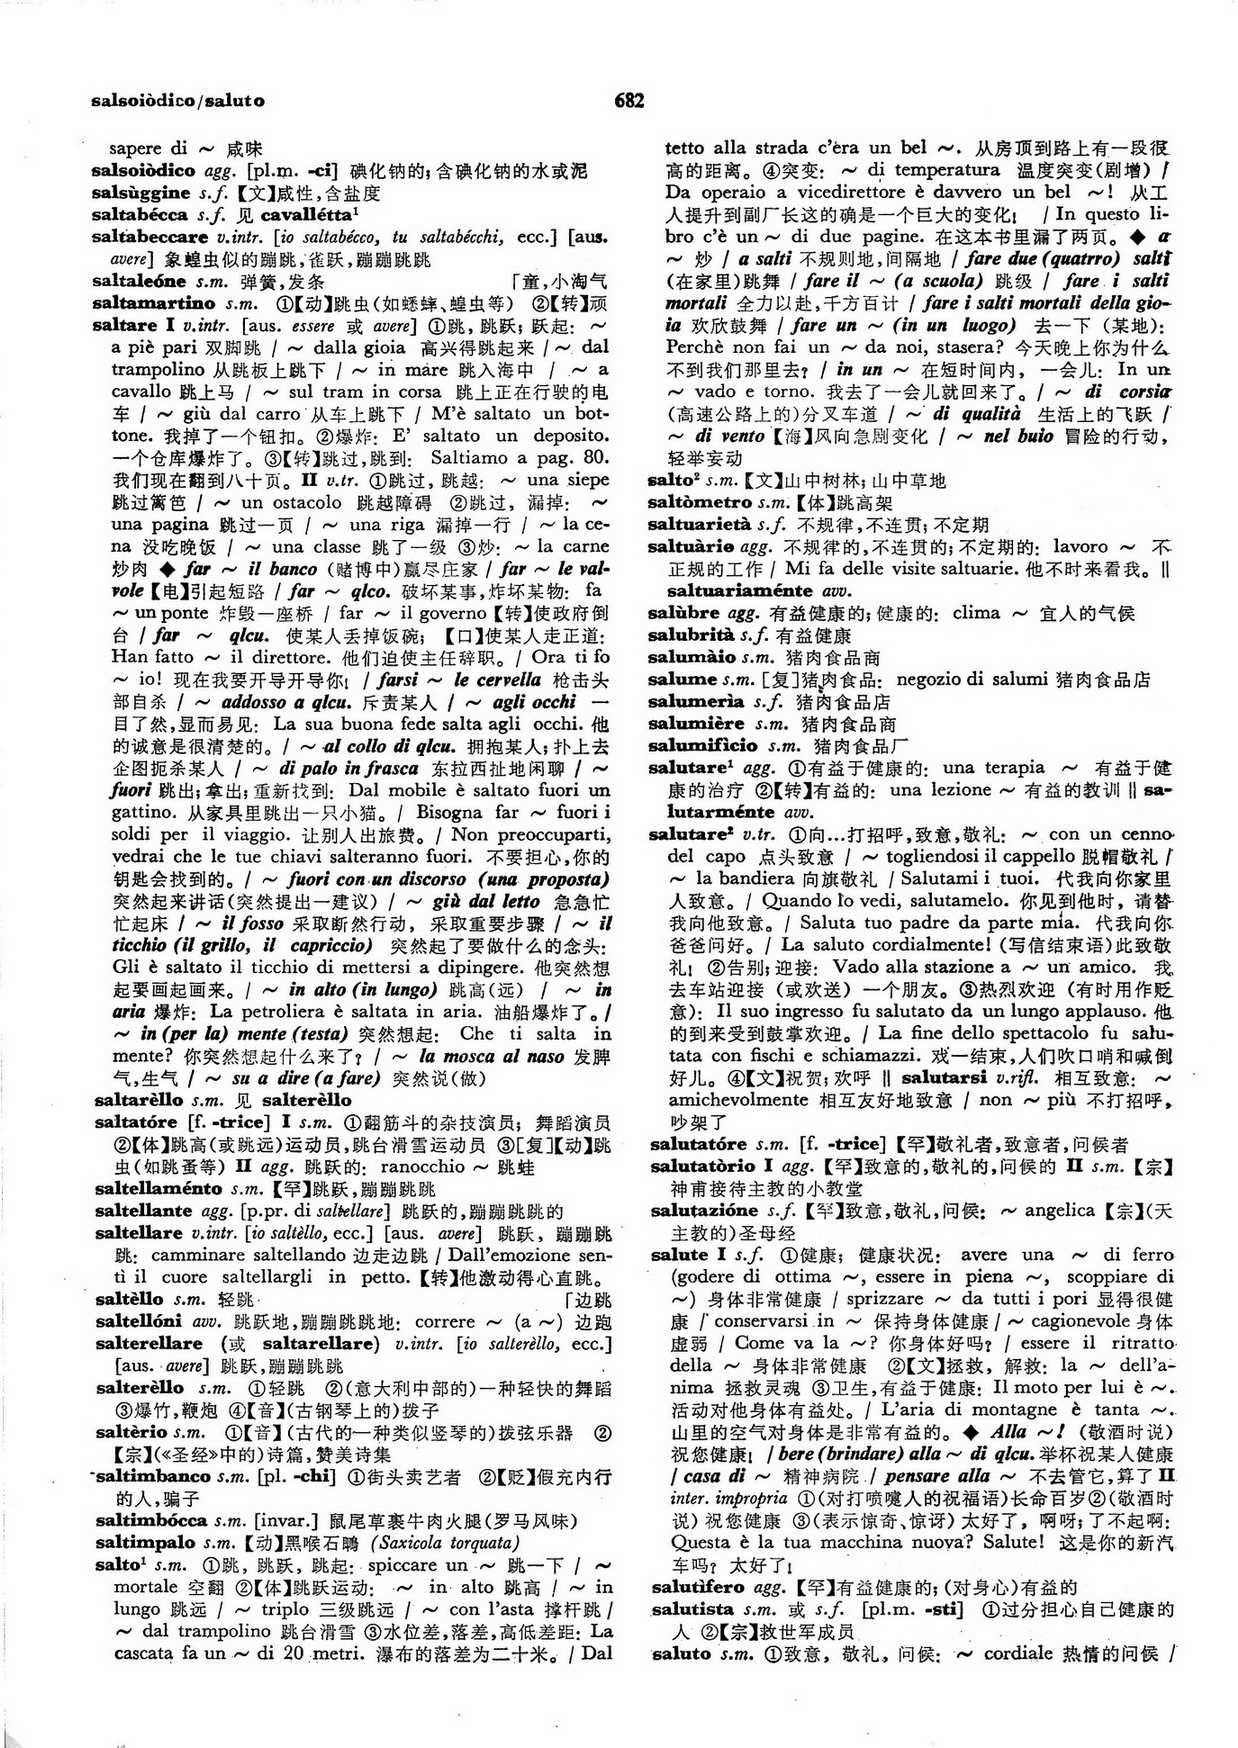 salsoiòdico/saluto
682
sapere di ～ 咸味
salsoiòdico agg. [pl.m. -ci] 碘化钠的；含碘化钠的水或泥
salsùggine s.f.【文】咸性，含盐度
saltabécca s.f. 见 cavallétta¹
saltabeccare v.intr. [io saltabécco, tu saltabécchi, ecc.] [aus.
avere] 象蝗虫似的蹦跳，雀跃，蹦蹦跳跳
saltaleóne s.m. 弹簧，发条 「童，小淘气
saltamartino s.m. ①【动】跳虫(如蟋蟀、蝗虫等) ②【转】顽
saltare I v.intr. [aus. essere 或 avere] ①跳，跳跃；跃起： ～
a piè pari 双脚跳 / ～ dalla gioia 高兴得跳起来 / ～ dal
trampolino 从跳板上跳下 / ～ in mare 跳入海中 / ～ a
cavallo 跳上马 / ～ sul tram in corsa 跳上正在行驶的电
车 / ～ giù dal carro 从车上跳下 / M'è saltato un bot-
tone. 我掉了一个钮扣。②爆炸： E' saltato un deposito.
一个仓库爆炸了。③【转】跳过，跳到： Saltiamo a pag. 80.
我们现在翻到八十页。II v.tr. ①跳过，跳越： ～ una siepe
跳过篱笆 / ～ un ostacolo 跳越障碍 ②跳过，漏掉： ～
una pagina 跳过一页 / ～ una riga 漏掉一行 / ～ la ce-
na 没吃晚饭 / ～ una classe 跳了一级 ③炒： ～ la carne
炒肉 ◆ far ～ il banco (赌博中)赢尽庄家 / far ～ le val-
vole【电】引起短路 / far ～ qlco. 破坏某事，炸坏某物： fa
～ un ponte 炸毁一座桥 / far ～ il governo【转】使政府倒
台 / far ～ qlcu. 使某人丢掉饭碗； 【口】使某人走正道：
Han fatto ～ il direttore. 他们迫使主任辞职。/ Ora ti fo
～ io! 现在我要开导开导你！ / farsi ～ le cervella 枪击头
部自杀 / ～ addosso a qlcu. 斥责某人 / ～ agli occhi 一
目了然，显而易见： La sua buona fede salta agli occhi. 他
的诚意是很清楚的。/ ～ al collo di qlcu. 拥抱某人；扑上去
企图扼杀某人 / ～ di palo in frasca 东拉西扯地闲聊 / ～
fuori 跳出；拿出；重新找到： Dal mobile è saltato fuori un
gattino. 从家具里跳出一只小猫。/ Bisogna far ～ fuori i
soldi per il viaggio. 让别人出旅费。/ Non preoccuparti,
vedrai che le tue chiavi salteranno fuori. 不要担心，你的
钥匙会找到的。/ ～ fuori con un discorso (una proposta)
突然起来讲话(突然提出一建议) / ～ giù dal letto 急急忙
忙起床 / ～ il fosso 采取断然行动， 采取重要步骤 / ～ il
ticchio (il grillo, il capriccio) 突然起了要做什么的念头：
Gli è saltato il ticchio di mettersi a dipingere. 他突然想
起要画起画来。/ ～ in alto (in lungo) 跳高(远) / ～ in
aria 爆炸： La petroliera è saltata in aria. 油船爆炸了。/
～ in (per la) mente (testa) 突然想起： Che ti salta in
mente? 你突然想起什么来了？ / ～ la mosca al naso 发脾
气，生气 / ～ su a dire (a fare) 突然说(做)
saltarèllo s.m. 见 salterèllo
saltatóre [f. -trice] I s.m. ①翻筋斗的杂技演员； 舞蹈演员
②【体】跳高(或跳远)运动员，跳台滑雪运动员 ③[复]【动】跳
虫(如跳蚤等) II agg. 跳跃的： ranocchio ～ 跳蛙
saltellaménto s.m.【罕】跳跃，蹦蹦跳跳
saltellante agg. [p.pr. di saltellare] 跳跃的，蹦蹦跳跳的
saltellare v.intr. [io saltèllo, ecc.] [aus. avere] 跳跃， 蹦蹦跳
跳： camminare saltellando 边走边跳 / Dall'emozione sen-
tì il cuore saltellargli in petto.【转】他激动得心直跳。
saltèllo s.m. 轻跳 「边跳
saltellóni avv. 跳跃地，蹦蹦跳跳地： correre ～ (a ～) 边跑
salterellare (或 saltarellare) v.intr. [io salterèllo, ecc.]
[aus. avere] 跳跃，蹦蹦跳跳
salterèllo s.m. ①轻跳 ②(意大利中部的)一种轻快的舞蹈
③爆竹，鞭炮 ④【音】(古钢琴上的)拨子
saltèrio s.m. ①【音】(古代的一种类似竖琴的)拨弦乐器 ②
【宗】(《圣经》中的)诗篇，赞美诗集
saltimbanco s.m. [pl. -chi] ①街头卖艺者 ②【贬】假充内行
的人，骗子
saltimbócca s.m. [invar.] 鼠尾草裹牛肉火腿(罗马风味)
saltimpalo s.m.【动】黑喉石䳭 (Saxicola torquata)
salto¹ s.m. ①跳，跳跃，跳起： spiccare un ～ 跳一下 / ～
mortale 空翻 ②【体】跳跃运动： ～ in alto 跳高 / ～ in
lungo 跳远 / ～ triplo 三级跳远 / ～ con l'asta 撑杆跳 /
～ dal trampolino 跳台滑雪 ③水位差，落差，高低差距： La
cascata fa un ～ di 20 metri. 瀑布的落差为二十米。/ Dal
tetto alla strada c'èra un bel ～. 从房顶到路上有一段很
高的距离。④突变： ～ di temperatura 温度突变(剧增) /
Da operaio a vicedirettore è davvero un bel ～! 从工
人提升到副厂长这的确是一个巨大的变化！ / In questo li-
bro c'è un ～ di due pagine. 在这本书里漏了两页。◆ a
～ 炒 / a salti 不规则地，间隔地 / fare due (quatrro) salti
(在家里)跳舞 / fare il ～ (a scuola) 跳级 / fare i salti
mortali 全力以赴，千方百计 / fare i salti mortali della gio-
ia 欢欣鼓舞 / fare un ～ (in un luogo) 去一下 (某地)：
Perchè non fai un ～ da noi, stasera? 今天晚上你为什么
不到我们那里去？ / in un ～ 在短时间内， 一会儿： In un
～ vado e torno. 我去了一会儿就回来了。/ ～ di corsia
(高速公路上的)分叉车道 / ～ di qualità 生活上的飞跃 /
～ di vento【海】风向急剧变化 / ～ nel buio 冒险的行动，
轻举妄动
salto² s.m.【文】山中树林；山中草地
saltòmetro s.m.【体】跳高架
saltuarietà s.f. 不规律，不连贯；不定期
saltuàrio agg. 不规律的，不连贯的；不定期的： lavoro ～ 不
正规的工作 / Mi fa delle visite saltuarie. 他不时来看我。‖
saltuariaménte avv.
salùbre agg. 有益健康的；健康的： clima ～ 宜人的气候
salubrità s.f. 有益健康
salumàio s.m. 猪肉食品商
salume s.m. [复]猪肉食品： negozio di salumi 猪肉食品店
salumerìa s.f. 猪肉食品店
salumière s.m. 猪肉食品商
salumifìcio s.m. 猪肉食品厂
salutare¹ agg. ①有益于健康的： una terapia ～ 有益于健
康的治疗 ②【转】有益的： una lezione ～ 有益的教训 ‖ sa-
lutarménte avv.
salutare² v.tr. ①向…打招呼，致意，敬礼： ～ con un cenno
del capo 点头致意 / ～ togliendosi il cappello 脱帽敬礼 /
～ la bandiera 向旗敬礼 / Salutami i tuoi. 代我向你家里
人致意。/ Quando lo vedi, salutamelo. 你见到他时，请替
我向他致意。/ Saluta tuo padre da parte mia. 代我向你
爸爸问好。/ La saluto cordialmente! (写信结束语)此致敬
礼！ ②告别；迎接： Vado alla stazione a ～ un amico. 我
去车站迎接 (或欢送) 一个朋友。③热烈欢迎 (有时用作贬
意)： Il suo ingresso fu salutato da un lungo applauso. 他
的到来受到鼓掌欢迎。/ La fine dello spettacolo fu salu-
tata con fischi e schiamazzi. 戏一结束，人们吹口哨和喊倒
好儿。④【文】祝贺；欢呼 ‖ salutarsi v.rifl. 相互致意： ～
amichevolmente 相互友好地致意 / non ～ più 不打招呼，
吵架了
salutatóre s.m. [f. -trice]【罕】敬礼者，致意者，问候者
salutatòrio I agg.【罕】致意的，敬礼的，问候的 II s.m.【宗】
神甫接待主教的小教堂
salutazióne s.f.【罕】致意，敬礼，问侯： ～ angelica【宗】(天
主教的)圣母经
salute I s.f. ①健康； 健康状况： avere una ～ di ferro
(godere di ottima ～, essere in piena ～, scoppiare di
～) 身体非常健康 / sprizzare ～ da tutti i pori 显得很健
康 / conservarsi in ～ 保持身体健康 / ～ cagionevole 身体
虚弱 / Come va la ～? 你身体好吗？ / essere il ritratto
della ～ 身体非常健康 ②【文】拯救，解救： la ～ dell'a-
nima 拯救灵魂 ③卫生，有益于健康： Il moto per lui è ～.
活动对他身体有益处。/ L'aria di montagne è tanta ～.
山里的空气对身体是非常有益的。◆ Alla ～! (敬酒时说)
祝您健康！ / bere (brindare) alla ～ di qlcu. 举杯祝某人健康
/ casa di ～ 精神病院 / pensare alla ～ 不去管它，算了 II
inter. impropria ①(对打喷嚏人的祝福语)长命百岁②(敬酒时
说) 祝您健康 ③(表示惊奇、惊讶) 太好了， 啊呀；了不起啊：
Questa è la tua macchina nuova? Salute! 这是你的新汽
车吗？ 太好了！
salutìfero agg.【罕】有益健康的；(对身心)有益的
salutista s.m. 或 s.f. [pl.m. -sti] ①过分担心自己健康的
人 ②【宗】救世军成员
saluto s.m. ①致意， 敬礼， 问候： ～ cordiale 热情的问候 /